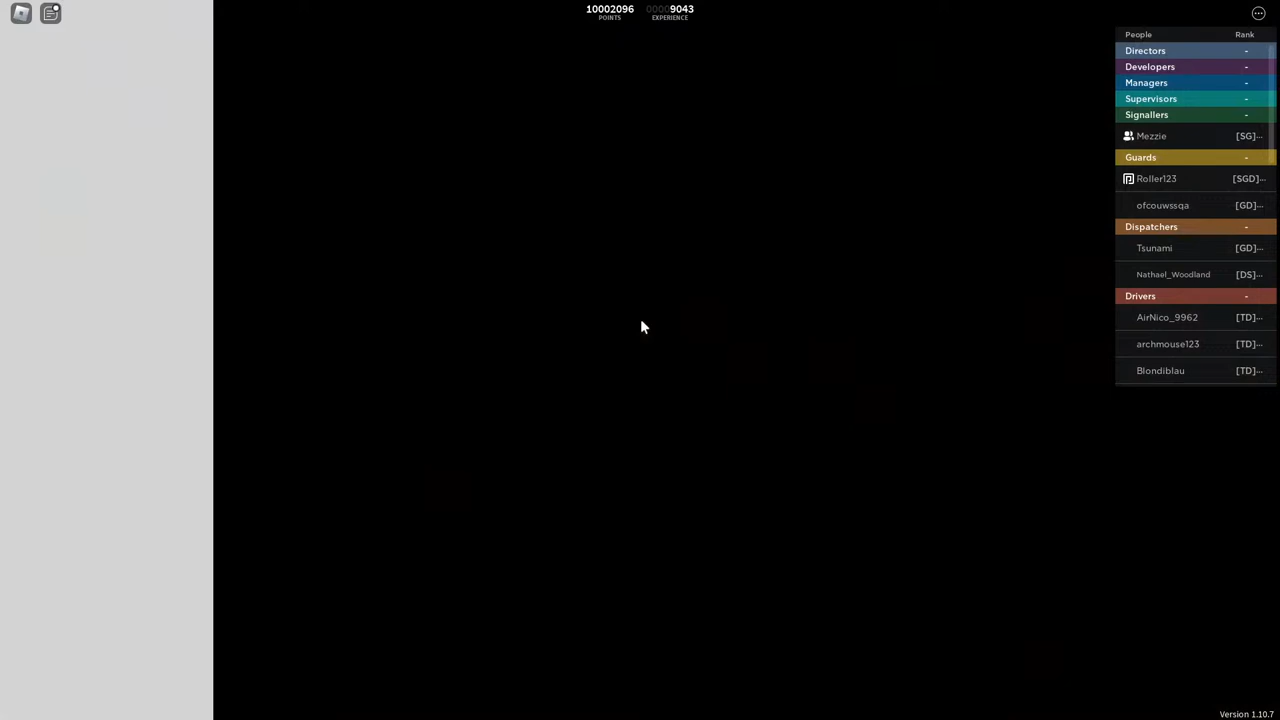 10002096
POINTS
00009043
EXPERIENCE
People Rank
Directors -
Developers -
Managers -
Supervisors -
Signallers -
Mezzie [SG]...
Guards -
Roller123 [SGD]...
ofcouwssqa [GD]...
Dispatchers -
Tsunami [GD]...
Nathael_Woodland [DS]...
Drivers -
AirNico_9962 [TD]...
archmouse123 [TD]...
Blondiblau [TD]...
Version 1.10.7